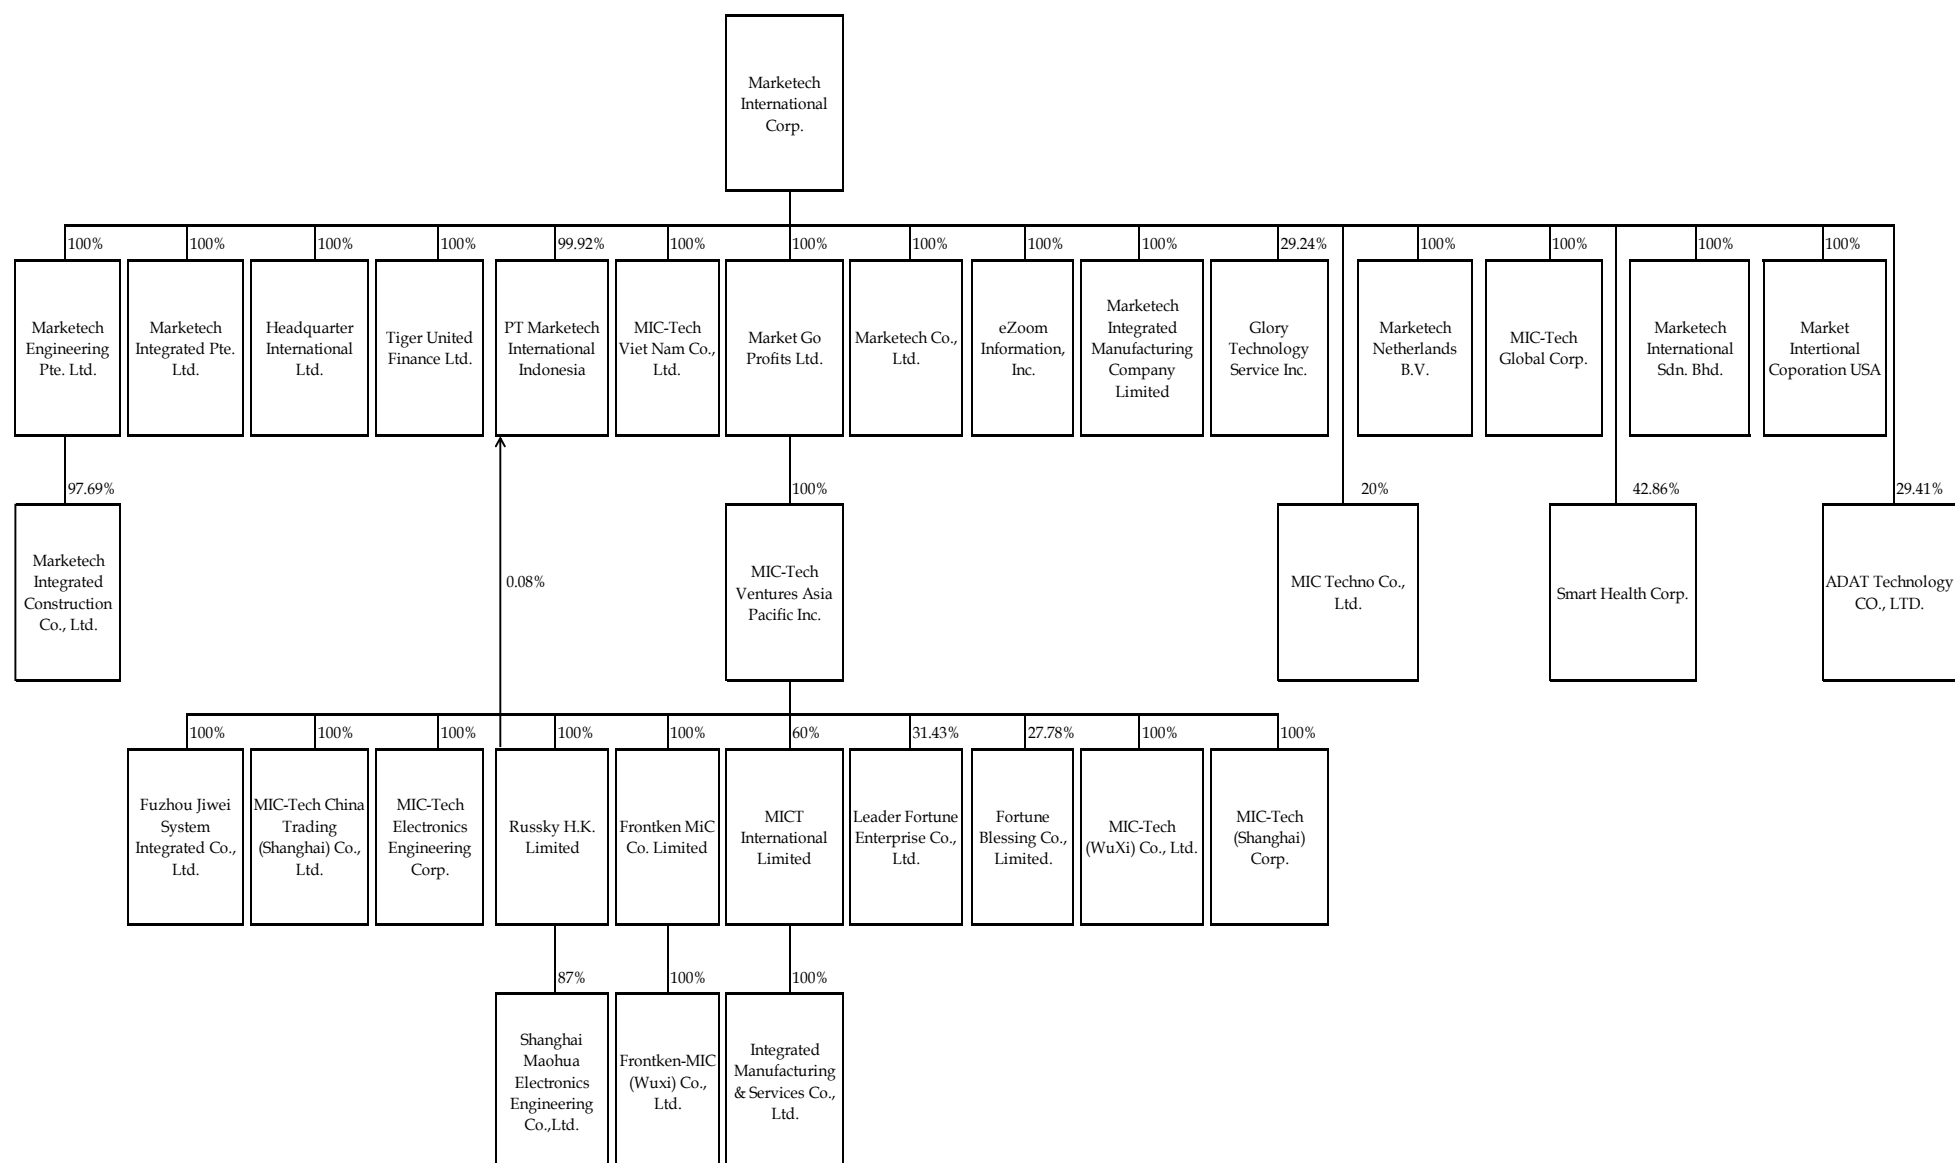 Marketech
International
Corp.
100%
100%
100%
100%
99.92%
100%
100%
100%
100%
100%
29.24%
100%
100%
100%
100%
Marketech
Engineering
Pte. Ltd.
Marketech
Integrated Pte.
Ltd.
Headquarter
International
Ltd.
Tiger United
Finance Ltd.
PT Marketech
International
Indonesia
MIC-Tech
Viet Nam Co.,
Ltd.
Market Go
Profits Ltd.
Marketech Co.,
Ltd.
eZoom
Information,
Inc.
Marketech
Integrated
Manufacturing
Company
Limited
Glory
Technology
Service Inc.
Marketech
Netherlands
B.V.
MIC-Tech
Global Corp.
Marketech
International
Sdn. Bhd.
Market
Intertional
Coporation USA
97.69%
100%
20%
42.86%
29.41%
Marketech
Integrated
Construction
Co., Ltd.
0.08%
MIC-Tech
Ventures Asia
Pacific Inc.
MIC Techno Co.,
Ltd.
Smart Health Corp.
ADAT Technology
CO., LTD.
100%
100%
100%
100%
100%
60%
31.43%
27.78%
100%
100%
Fuzhou Jiwei
System
Integrated Co.,
Ltd.
MIC-Tech China
Trading
(Shanghai) Co.,
Ltd.
MIC-Tech
Electronics
Engineering
Corp.
Russky H.K.
Limited
Frontken MiC
Co. Limited
MICT
International
Limited
Leader Fortune
Enterprise Co.,
Ltd.
Fortune
Blessing Co.,
Limited.
MIC-Tech
(WuXi) Co., Ltd.
MIC-Tech
(Shanghai)
Corp.
87%
100%
100%
Shanghai
Maohua
Electronics
Engineering
Co.,Ltd.
Frontken-MIC
(Wuxi) Co.,
Ltd.
Integrated
Manufacturing
& Services Co.,
Ltd.